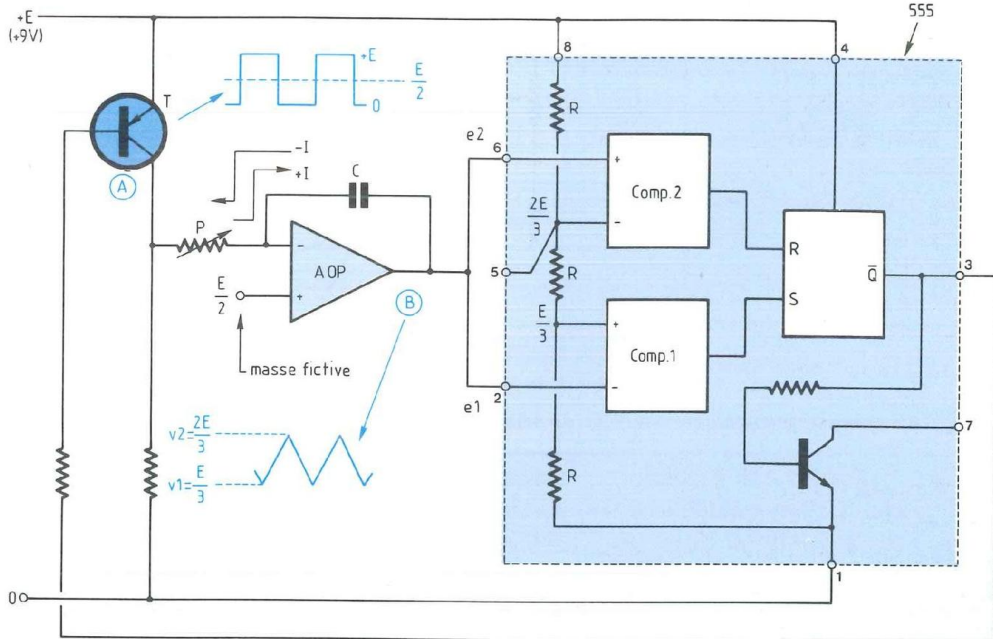 +E
(+9V)
555
8
4
T
+E
E/2
0
A
R
e2
6
+
Comp.2
−
-I
+I
C
P
−
AOP
+
2E/3
5
R
R
S
Q̄
3
E/2
B
E/3
+
Comp.1
−
masse fictive
2
e1
7
v2=2E/3
v1=E/3
R
1
0